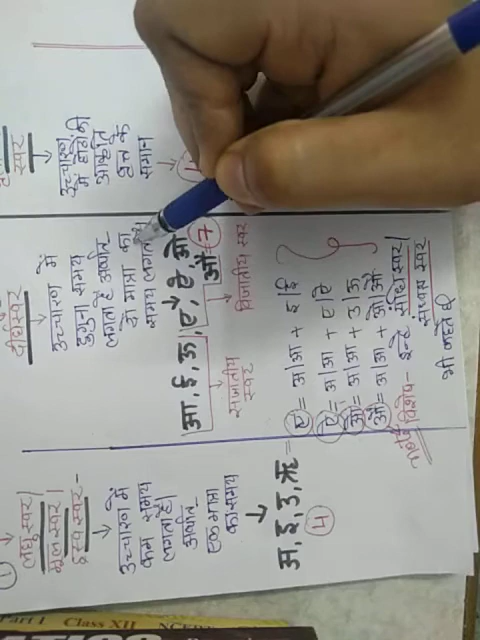 ①
लघु स्वर/
मूल स्वर/
ह्रस्व स्वर -
उच्चारण में
कम समय
लगता है।
अर्थात
एक मात्रा
का समय
अ, इ, उ, ऋ
4
दीर्घ स्वर
उच्चारण में
दुगुना समय
लगता है अर्थात
दो मात्रा का
समय लगता
आ, ई, ऊ, ए, ऐ, ओ
औ = 7
सजातीय
स्वर
विजातीय स्वर
ए = अ/आ + इ/ई
ऐ = अ/आ + ए/ऐ
ओ = अ/आ + उ/ऊ
औ = अ/आ + ओ/औ
विशेष - इन्हें संधि स्वर/
संयुक्त स्वर
भी कहते हैं
स्वर
उच्चारण
में होठों की
आकृति
वृत्त के
समान
Part I Class XII NCER